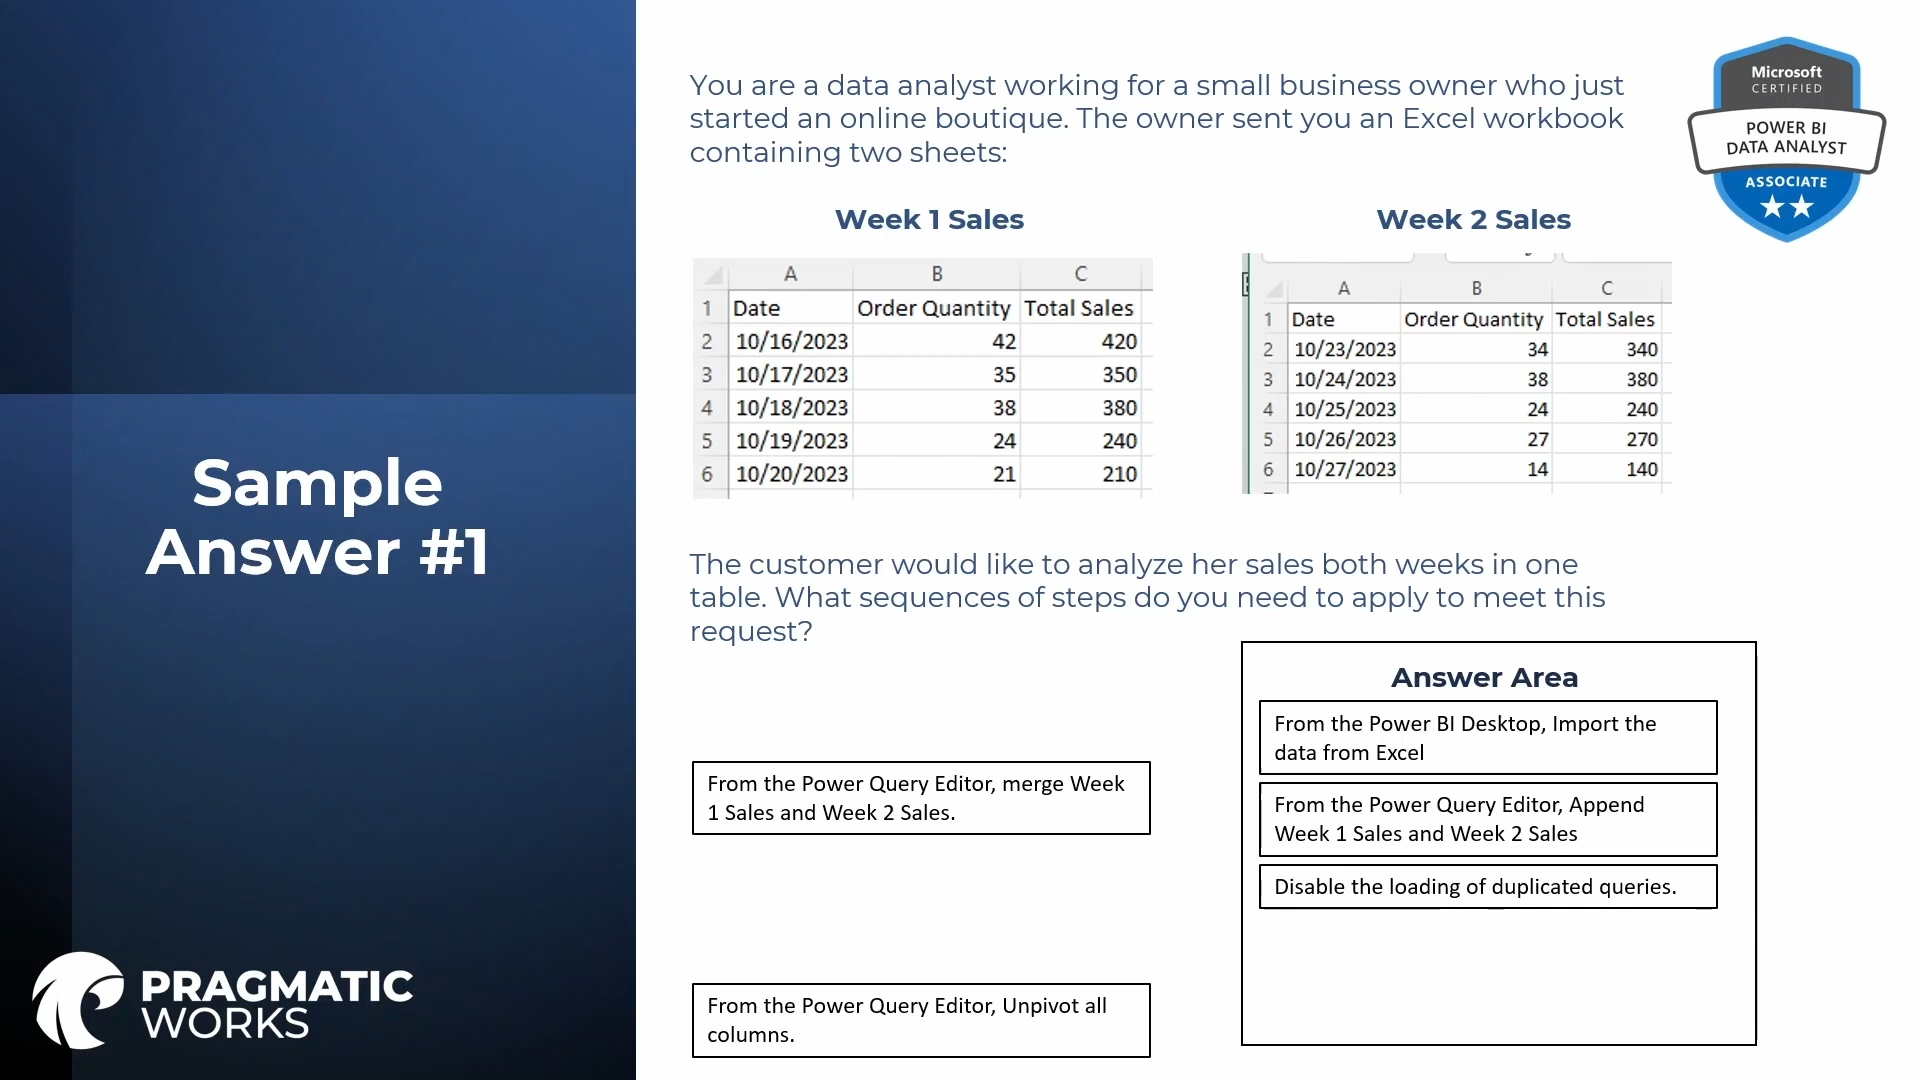 You are a data analyst working for a small business owner who just
started an online boutique. The owner sent you an Excel workbook
containing two sheets:
Microsoft
CERTIFIED
POWER BI
DATA ANALYST
ASSOCIATE
Week 1 Sales
A B C
1 Date Order Quantity Total Sales
2 10/16/2023 42 420
3 10/17/2023 35 350
4 10/18/2023 38 380
5 10/19/2023 24 240
6 10/20/2023 21 210
Week 2 Sales
A B C
1 Date Order Quantity Total Sales
2 10/23/2023 34 340
3 10/24/2023 38 380
4 10/25/2023 24 240
5 10/26/2023 27 270
6 10/27/2023 14 140
Sample
Answer #1
The customer would like to analyze her sales both weeks in one
table. What sequences of steps do you need to apply to meet this
request?
From the Power Query Editor, merge Week
1 Sales and Week 2 Sales.
From the Power Query Editor, Unpivot all
columns.
Answer Area
From the Power BI Desktop, Import the
data from Excel
From the Power Query Editor, Append
Week 1 Sales and Week 2 Sales
Disable the loading of duplicated queries.
PRAGMATIC
WORKS